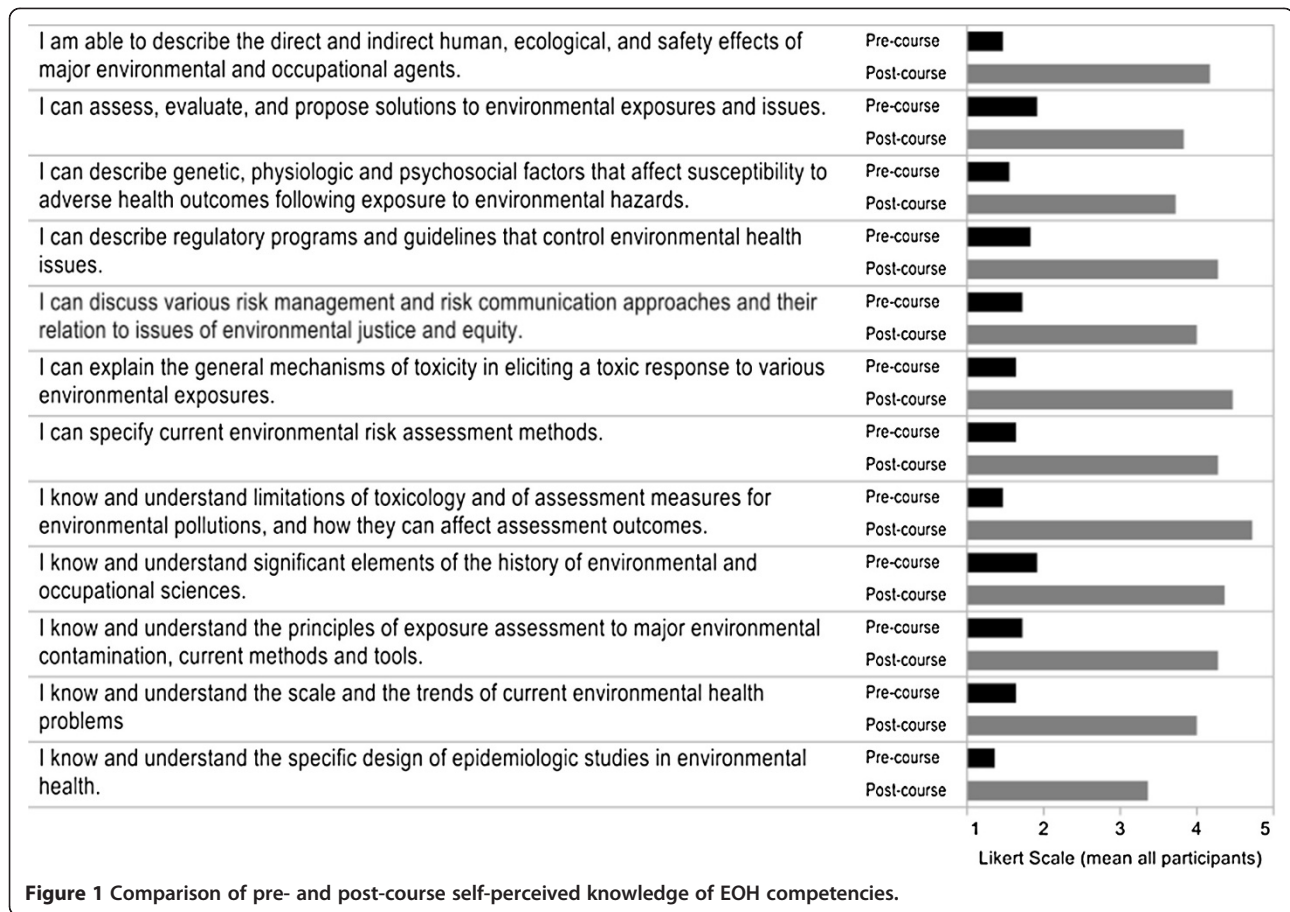 I am able to describe the direct and indirect human, ecological, and safety effects of
major environmental and occupational agents.
Pre-course
Post-course
I can assess, evaluate, and propose solutions to environmental exposures and issues.
Pre-course
Post-course
I can describe genetic, physiologic and psychosocial factors that affect susceptibility to
adverse health outcomes following exposure to environmental hazards.
Pre-course
Post-course
I can describe regulatory programs and guidelines that control environmental health
issues.
Pre-course
Post-course
I can discuss various risk management and risk communication approaches and their
relation to issues of environmental justice and equity.
Pre-course
Post-course
I can explain the general mechanisms of toxicity in eliciting a toxic response to various
environmental exposures.
Pre-course
Post-course
I can specify current environmental risk assessment methods.
Pre-course
Post-course
I know and understand limitations of toxicology and of assessment measures for
environmental pollutions, and how they can affect assessment outcomes.
Pre-course
Post-course
I know and understand significant elements of the history of environmental and
occupational sciences.
Pre-course
Post-course
I know and understand the principles of exposure assessment to major environmental
contamination, current methods and tools.
Pre-course
Post-course
I know and understand the scale and the trends of current environmental health
problems
Pre-course
Post-course
I know and understand the specific design of epidemiologic studies in environmental
health.
Pre-course
Post-course
1 2 3 4 5
Likert Scale (mean all participants)
Figure 1 Comparison of pre- and post-course self-perceived knowledge of EOH competencies.